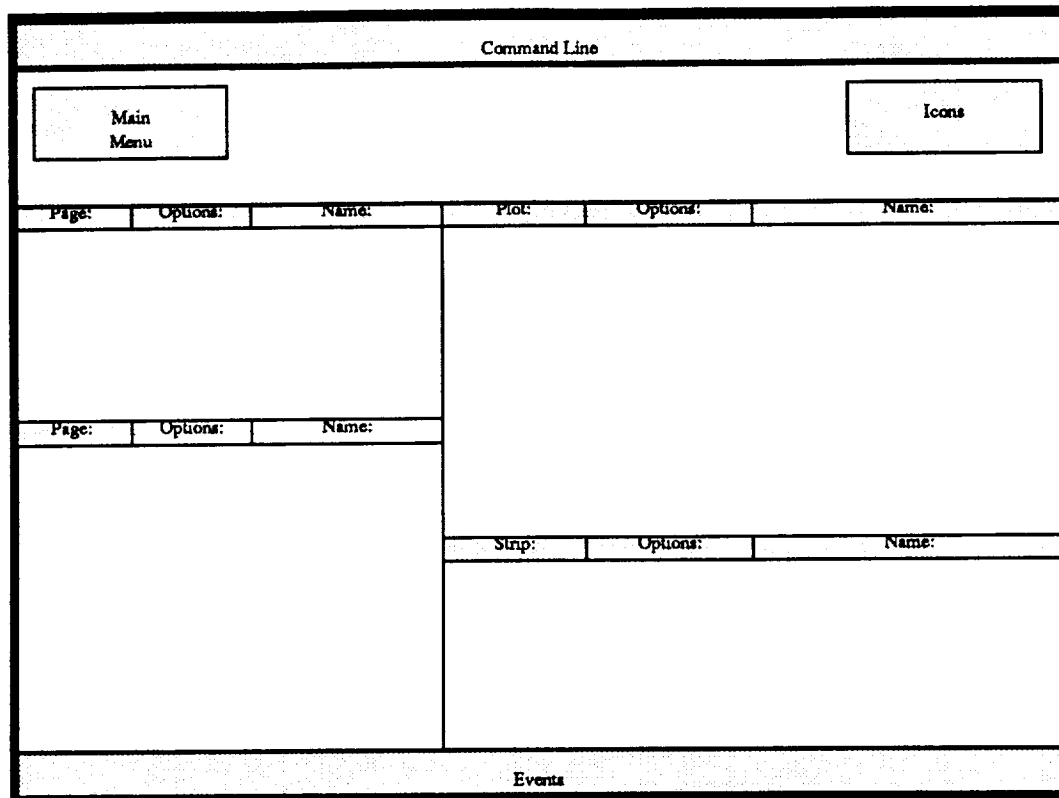 Command Line
Main
Menu
Icons
Page: Options: Name:
Plot: Options: Name:
Page: Options: Name:
Strip: Options: Name:
Events